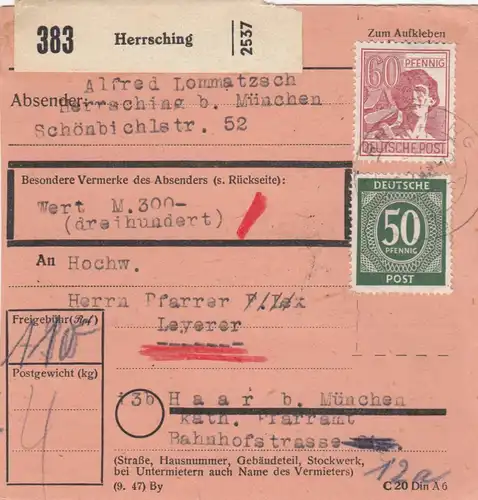 383 Herrsching 2537
Zum Aufkleben
Alfred Lommatzsch
Absender: Herrsching b. München
Schönbichlstr. 52
60 PFENNIG
DEUTSCHE POST
Besondere Vermerke des Absenders (s. Rückseite):
Wert M.300-
(dreihundert)
DEUTSCHE
50
PFENNIG
POST
An Hochw.
Herrn Pfarrer
Leyerer
Freigebühr (Rℳ)
Postgewicht (kg)
4
13b Haar b. München
Kath. Pfarramt
Bahnhofstrasse
12a
(Straße, Hausnummer, Gebäudeteil, Stockwerk,
bei Untermietern auch Name des Vermieters)
(9. 47) By
C 20 Din A 6